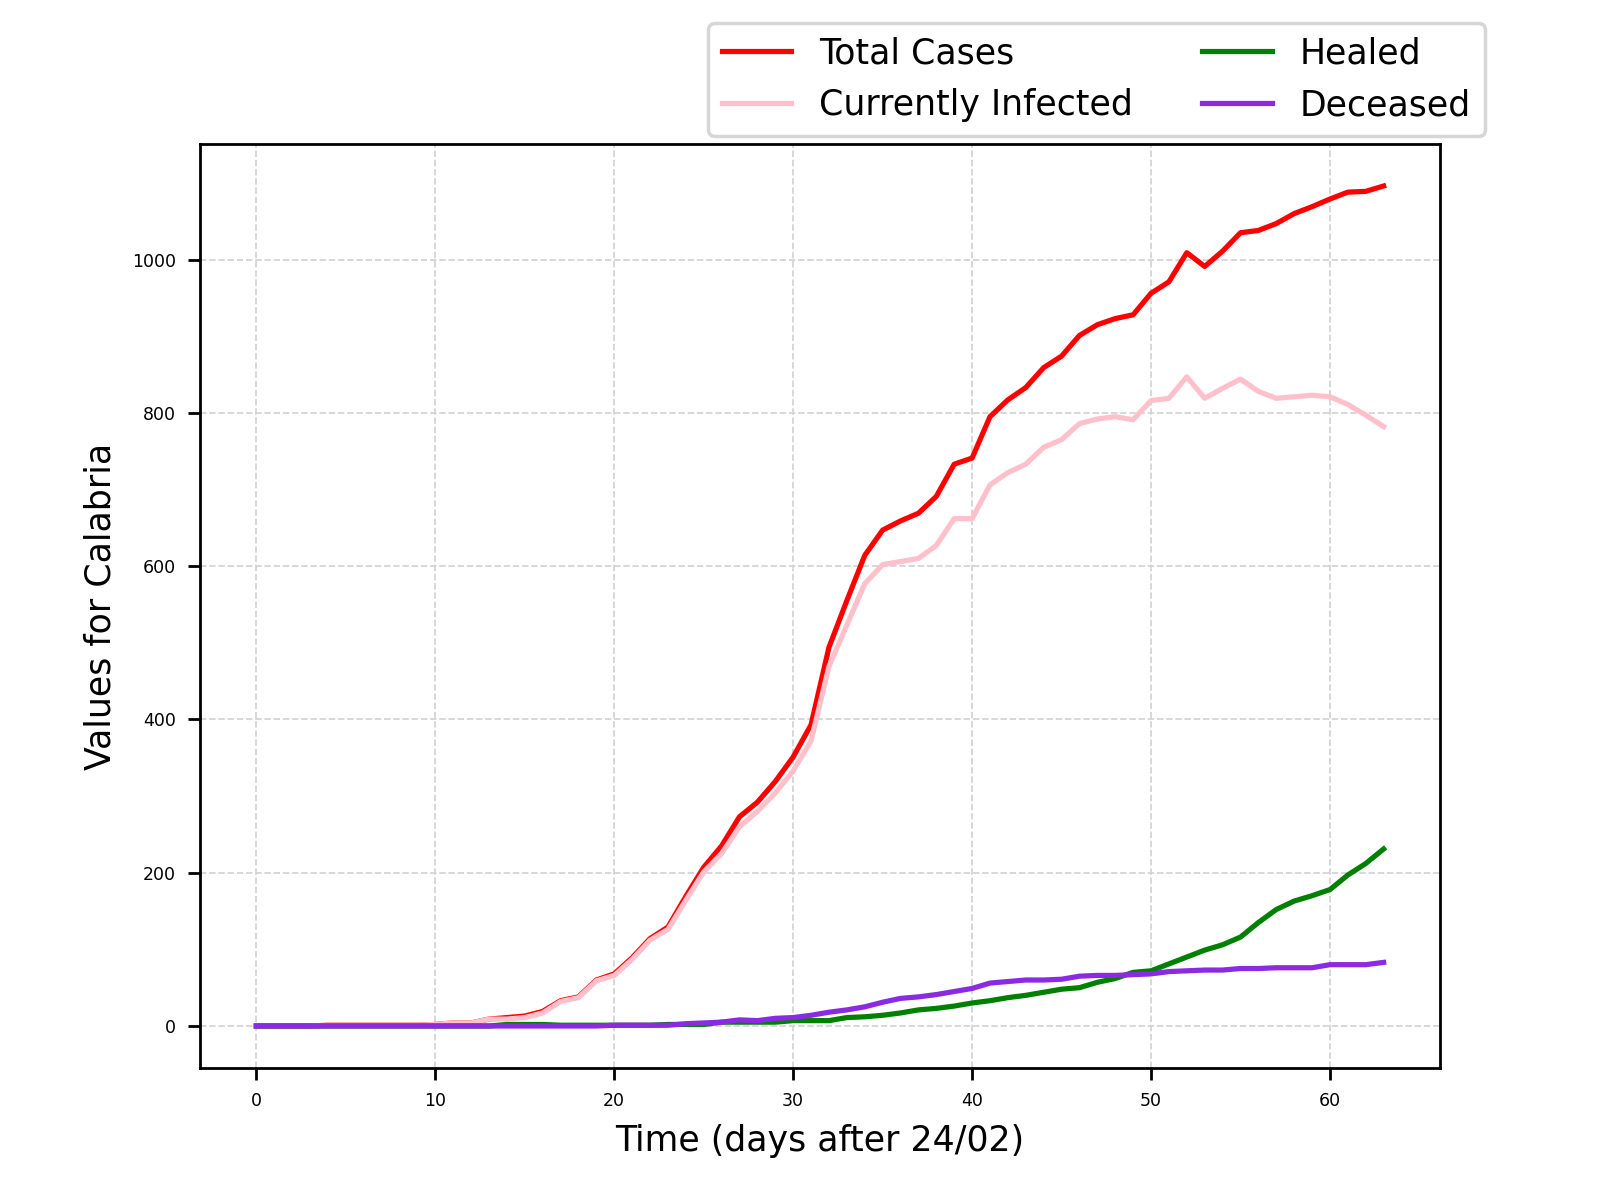 Total Cases
Currently Infected
Healed
Deceased
1000
800
600
400
200
0
Values for Calabria
0 10 20 30 40 50 60
Time (days after 24/02)